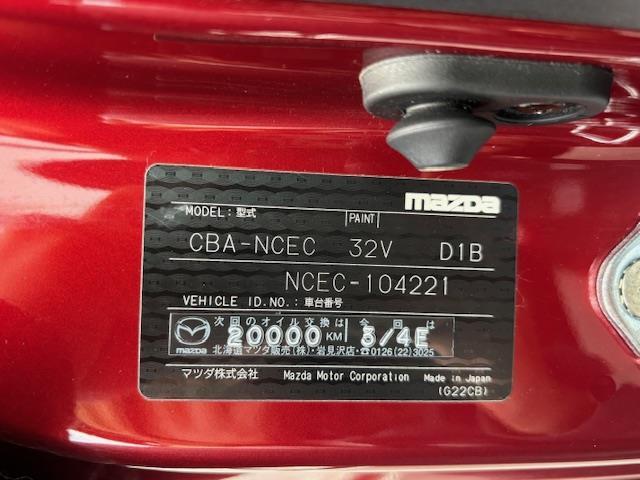 mazda
MODEL: 型式 PAINT
CBA-NCEC 32V D1B
NCEC-104221
VEHICLE ID.NO.: 車台番号
次回のオイル交換は 今回は
20000 KM 3/4E
mazda 北海道マツダ販売(株)・岩見沢店・☎0126(22)3025
マツダ株式会社 Mazda Motor Corporation Made in Japan
(G22CB)